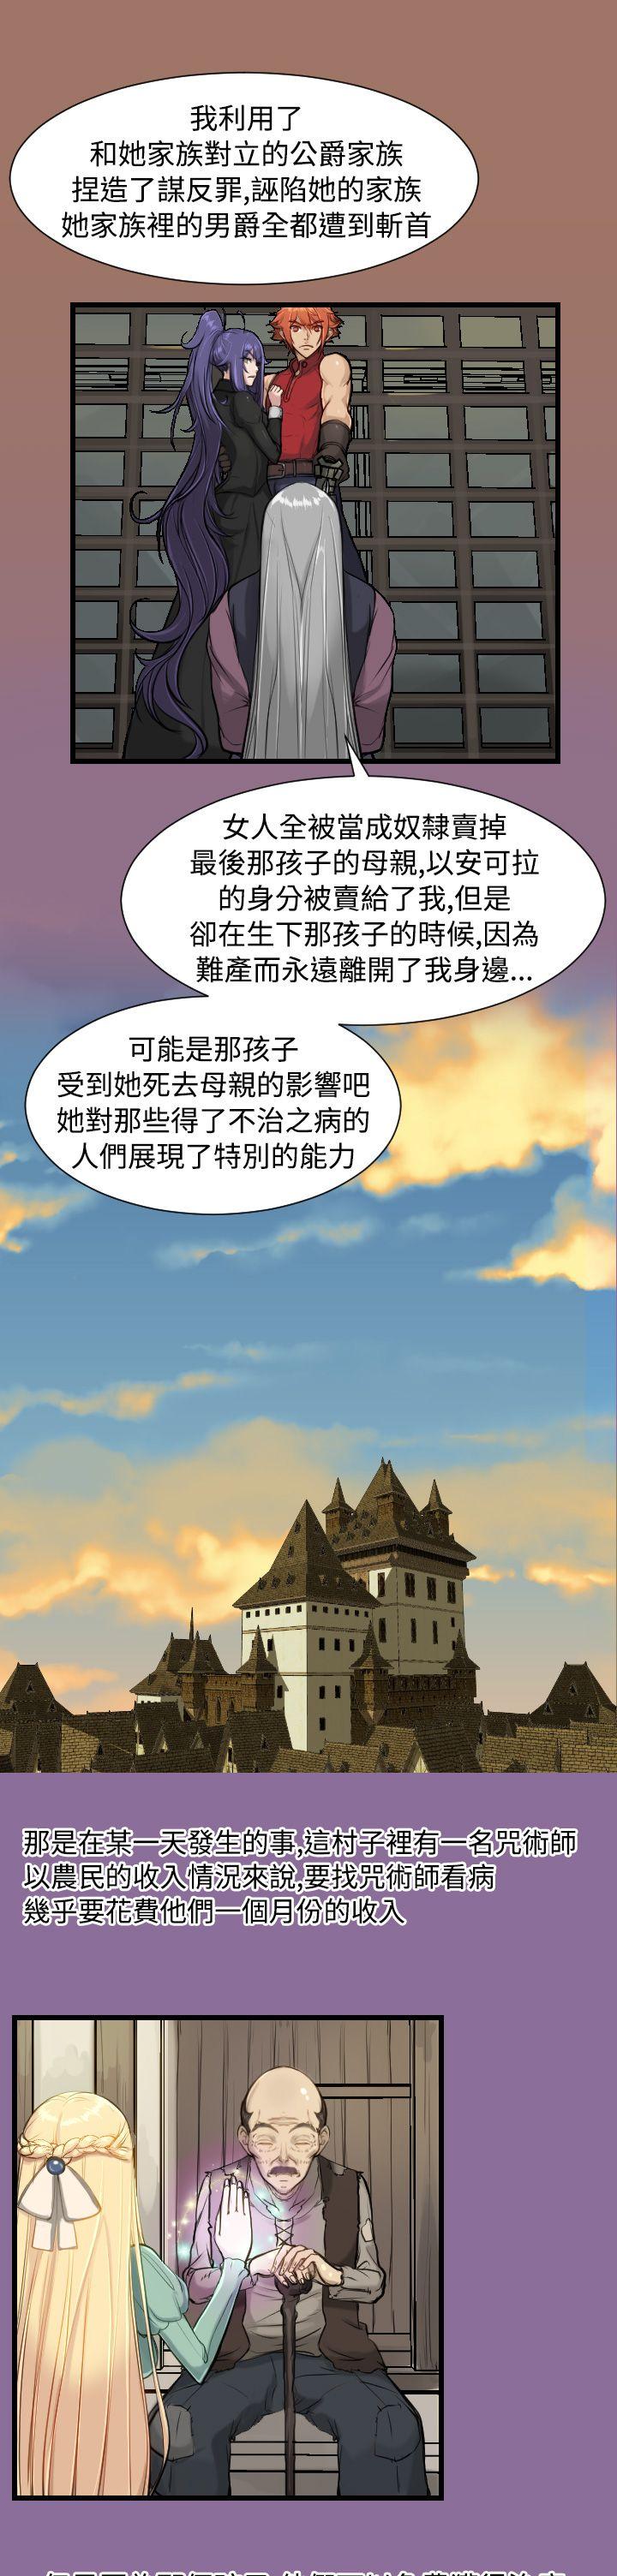 我利用了
和她家族對立的公爵家族
捏造了謀反罪,誣陷她的家族
她家族裡的男爵全都遭到斬首
女人全被當成奴隸賣掉
最後那孩子的母親,以安可拉
的身分被賣給了我,但是
卻在生下那孩子的時候,因為
難產而永遠離開了我身邊...
可能是那孩子
受到她死去母親的影響吧
她對那些得了不治之病的
人們展現了特別的能力
那是在某一天發生的事,這村子裡有一名咒術師
以農民的收入情況來說,要找咒術師看病
幾乎要花費他們一個月份的收入